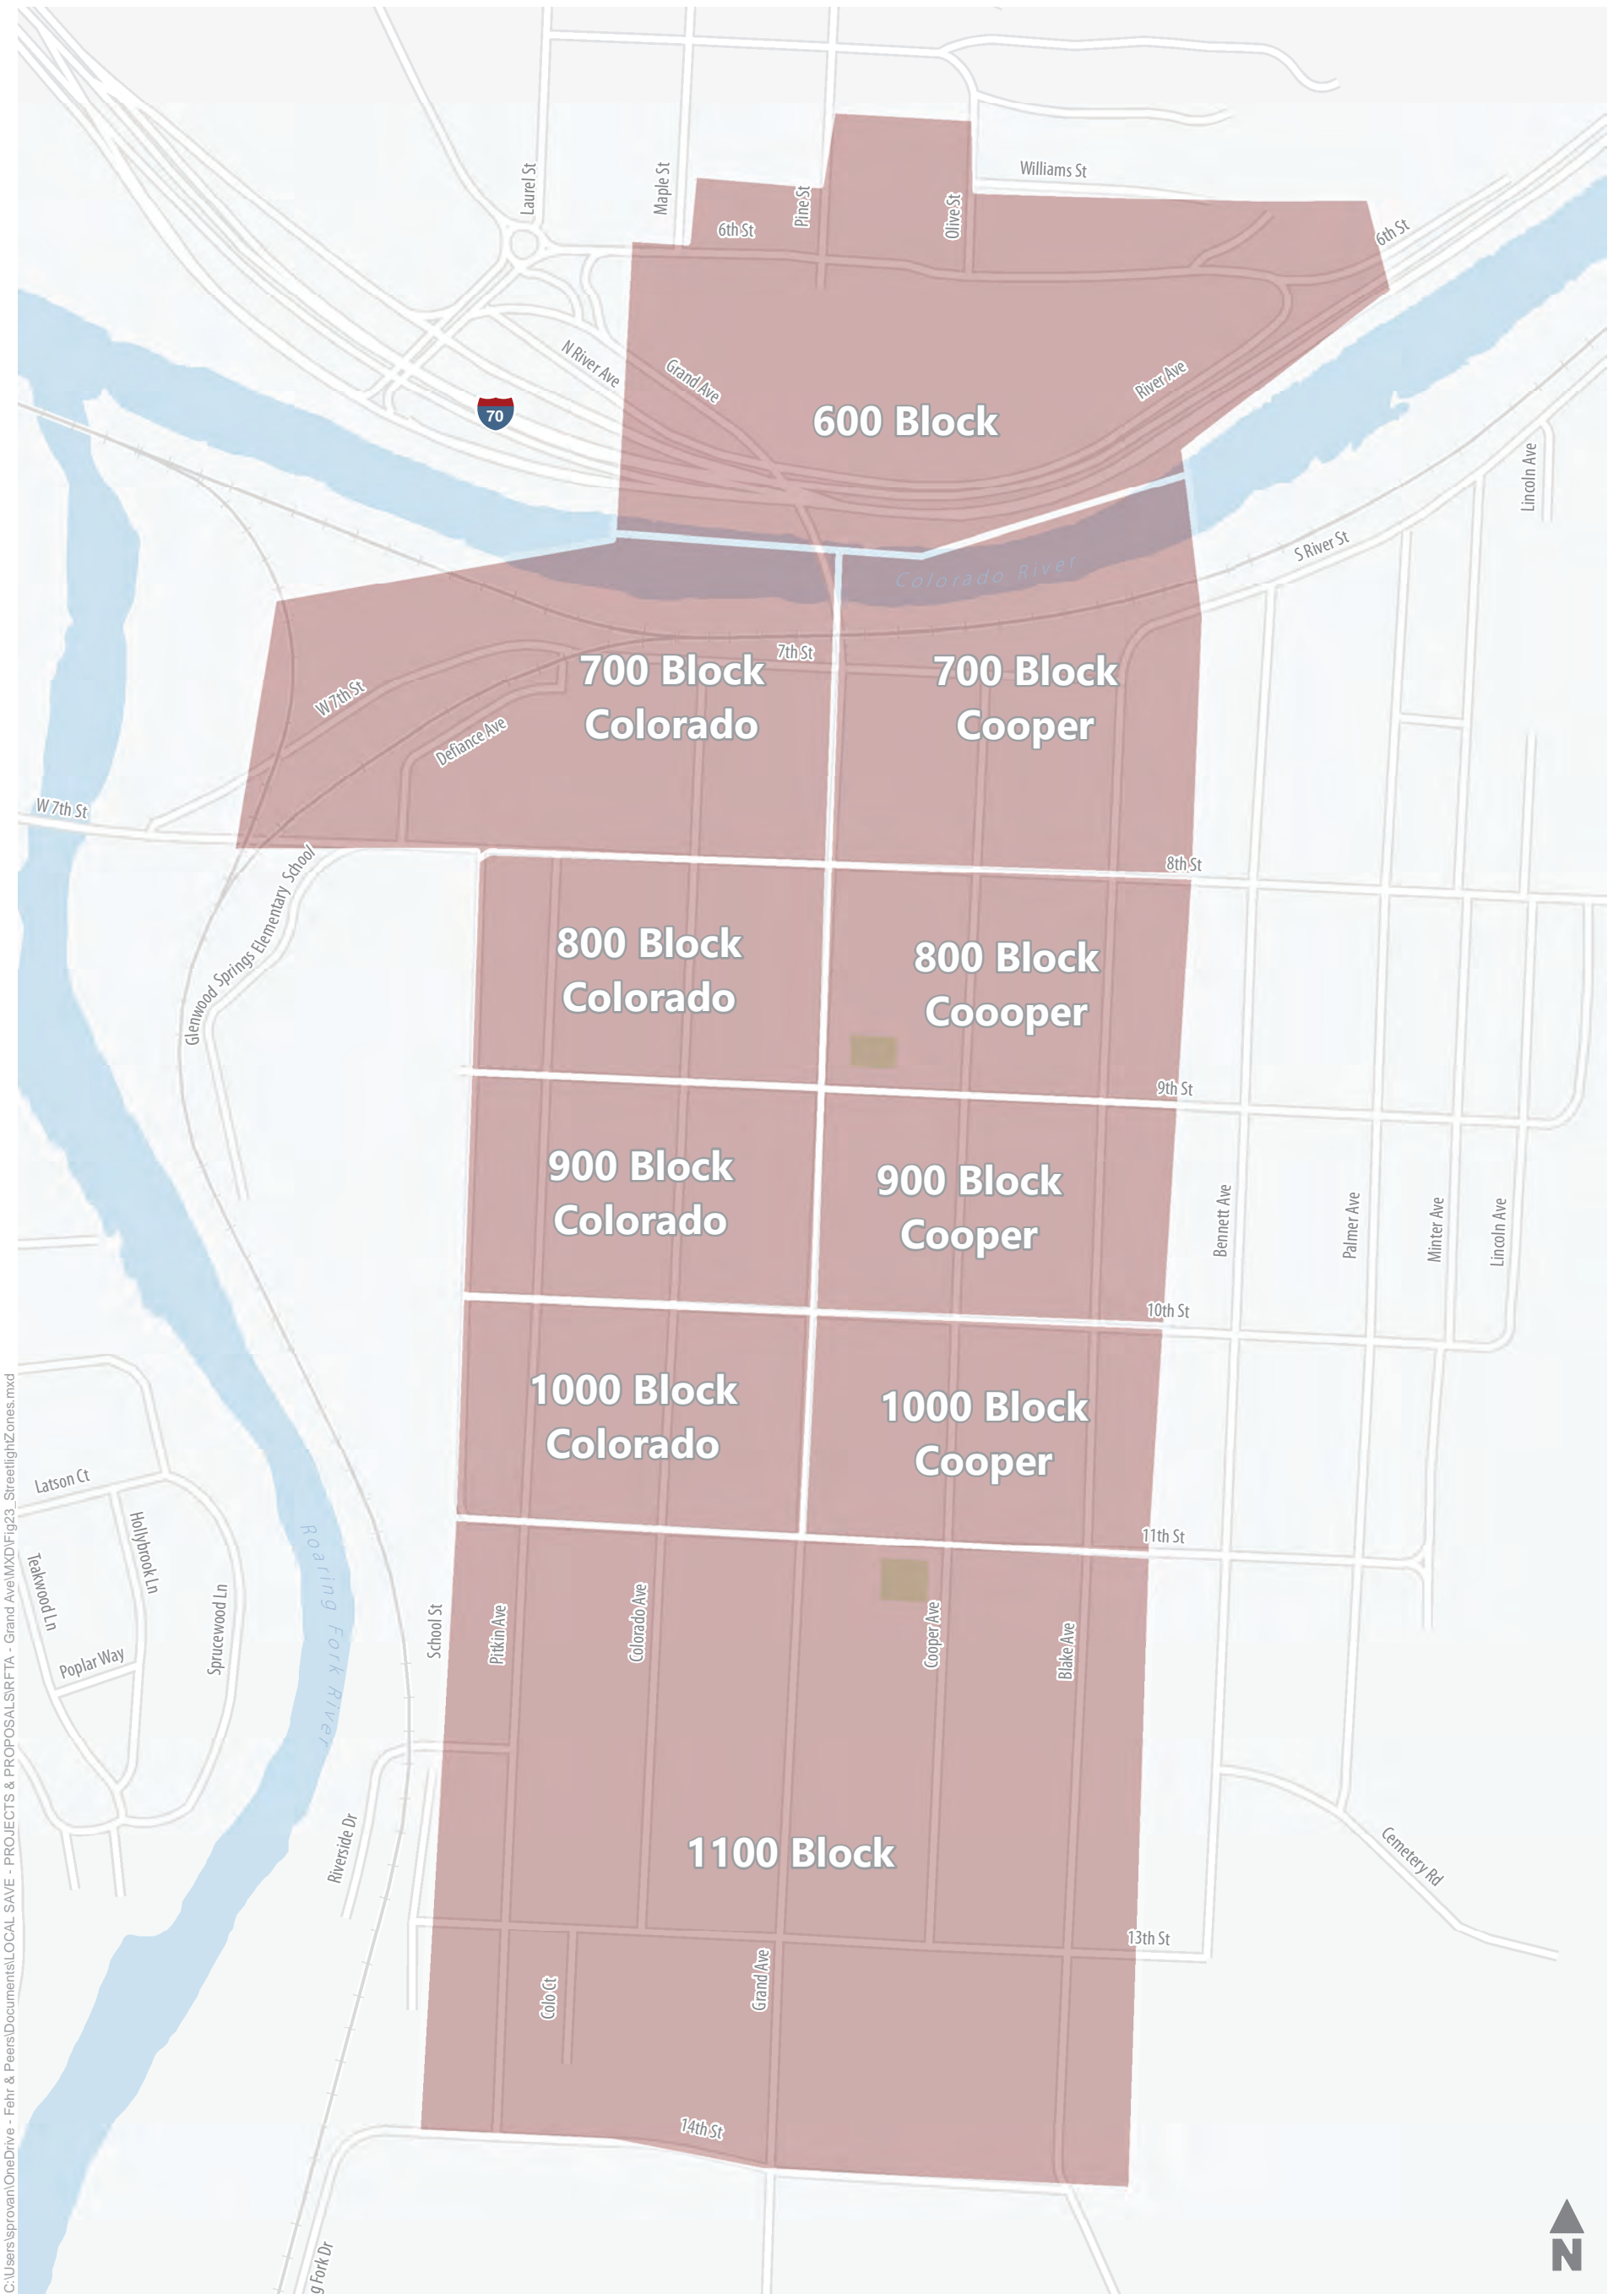 Laurel St
Maple St
Pine St
Olive St
Williams St
6th St
6th St
N River Ave
Grand Ave
River Ave
70
600 Block
Lincoln Ave
S River St
Colorado River
7th St
700 Block
Colorado
700 Block
Cooper
W 7th St
Defiance Ave
W 7th St
8th St
Glenwood Springs Elementary School
800 Block
Colorado
800 Block
Coooper
9th St
900 Block
Colorado
900 Block
Cooper
Bennett Ave
Palmer Ave
Minter Ave
Lincoln Ave
10th St
1000 Block
Colorado
1000 Block
Cooper
11th St
Latson Ct
Hollybrook Ln
Teakwood Ln
Sprucewood Ln
Poplar Way
Roaring Fork River
School St
Pitkin Ave
Colorado Ave
Cooper Ave
Blake Ave
1100 Block
Riverside Dr
Cemetery Rd
13th St
Colo Ct
Grand Ave
14th St
g Fork Dr
N
C:\Users\sprovan\OneDrive - Fehr & Peers\Documents\LOCAL SAVE - PROJECTS & PROPOSALS\RFTA - Grand Ave\MXD\Fig23_StreetlightZones.mxd